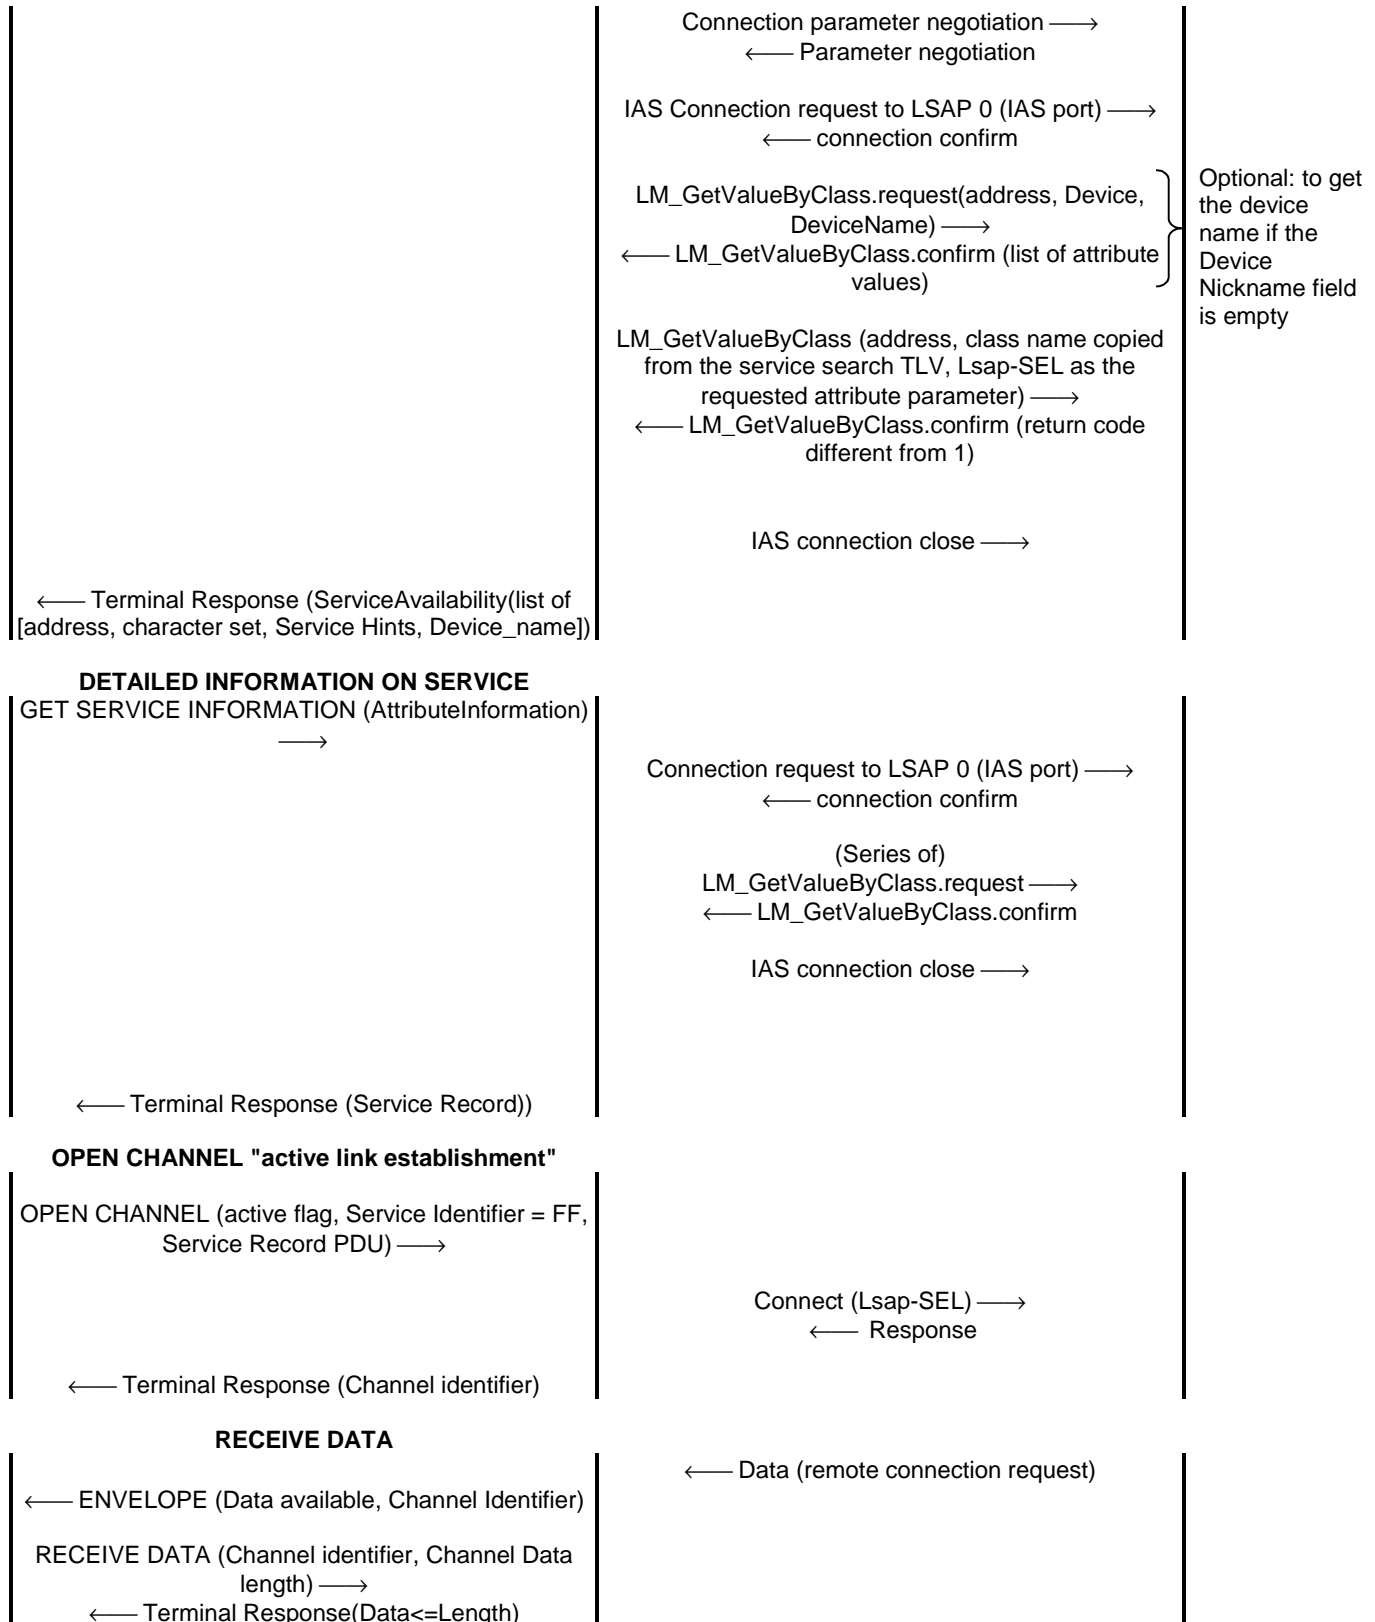 Connection parameter negotiation ⟶
⟵ Parameter negotiation
IAS Connection request to LSAP 0 (IAS port) ⟶
⟵ connection confirm
LM_GetValueByClass.request(address, Device,
DeviceName) ⟶
⟵ LM_GetValueByClass.confirm (list of attribute
values)
Optional: to get
the device
name if the
Device
Nickname field
is empty
LM_GetValueByClass (address, class name copied
from the service search TLV, Lsap-SEL as the
requested attribute parameter) ⟶
⟵ LM_GetValueByClass.confirm (return code
different from 1)
IAS connection close ⟶
⟵ Terminal Response (ServiceAvailability(list of
[address, character set, Service Hints, Device_name])
DETAILED INFORMATION ON SERVICE
GET SERVICE INFORMATION (AttributeInformation)
⟶
Connection request to LSAP 0 (IAS port) ⟶
⟵ connection confirm
(Series of)
LM_GetValueByClass.request ⟶
⟵ LM_GetValueByClass.confirm
IAS connection close ⟶
⟵ Terminal Response (Service Record))
OPEN CHANNEL "active link establishment"
OPEN CHANNEL (active flag, Service Identifier = FF,
Service Record PDU) ⟶
Connect (Lsap-SEL) ⟶
⟵ Response
⟵ Terminal Response (Channel identifier)
RECEIVE DATA
⟵ Data (remote connection request)
⟵ ENVELOPE (Data available, Channel Identifier)
RECEIVE DATA (Channel identifier, Channel Data
length) ⟶
⟵ Terminal Response(Data<=Length)